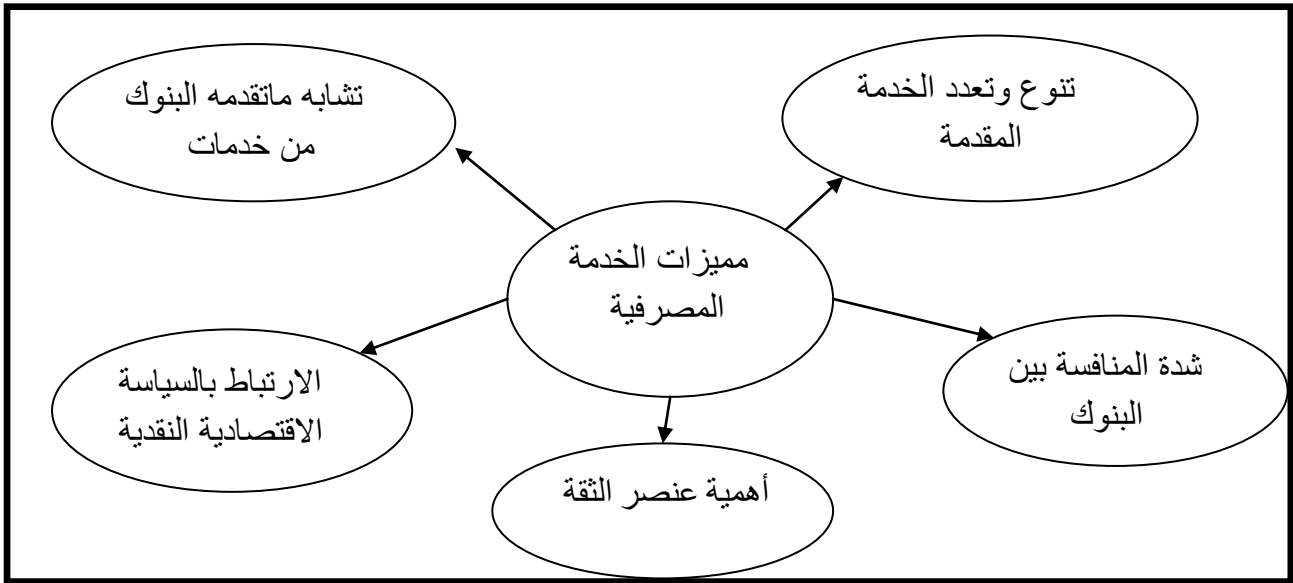 تنوع وتعدد الخدمة
المقدمة
تشابه ماتقدمه البنوك
من خدمات
مميزات الخدمة
المصرفية
شدة المنافسة بين
البنوك
الارتباط بالسياسة
الاقتصادية النقدية
أهمية عنصر الثقة